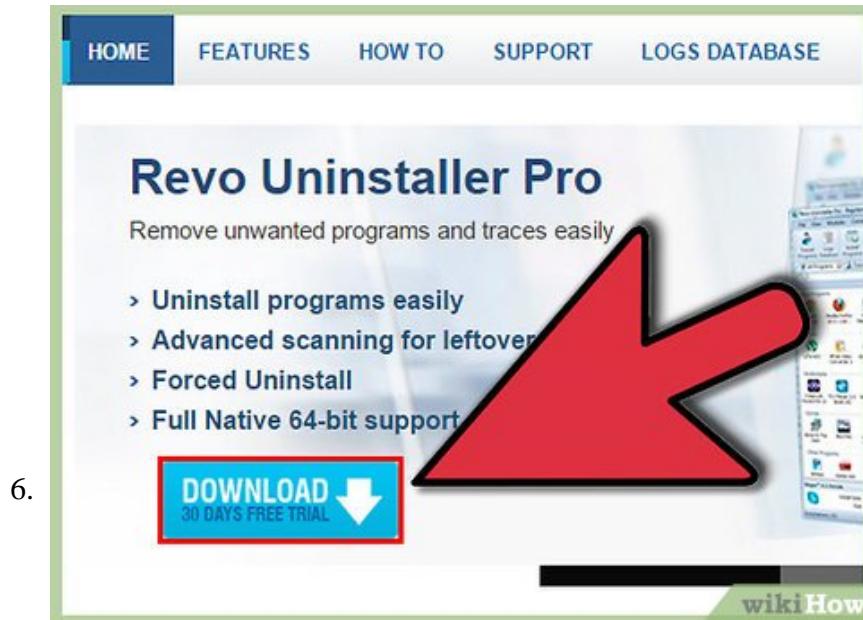 HOME FEATURES HOW TO SUPPORT LOGS DATABASE
Revo Uninstaller Pro
Remove unwanted programs and traces easily
› Uninstall programs easily
› Advanced scanning for leftover
› Forced Uninstall
› Full Native 64-bit support
6.
DOWNLOAD
30 DAYS FREE TRIAL
wikiHow